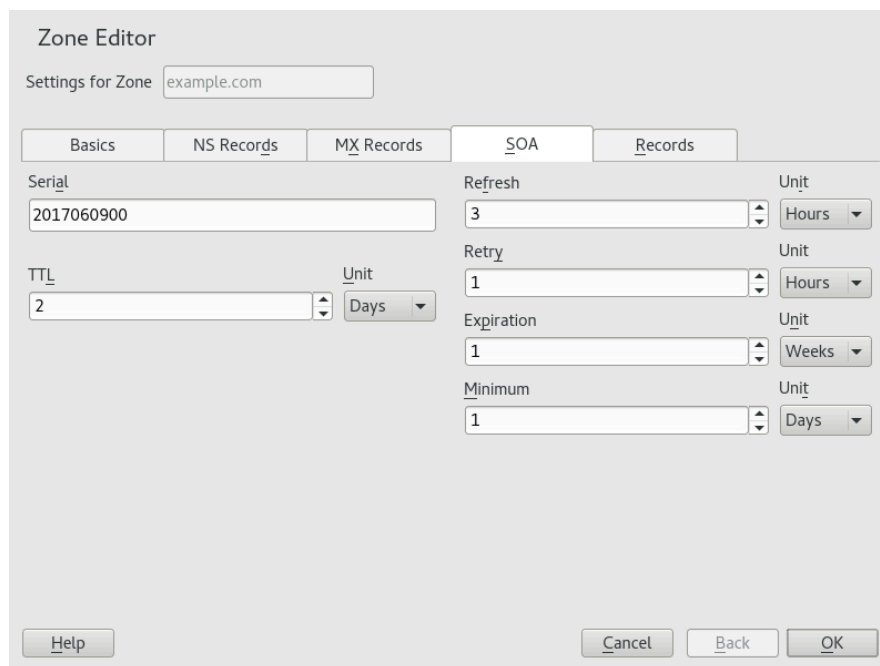 Zone Editor
Settings for Zone example.com
Basics NS Records MX Records SOA Records
Serial
2017060900
TTL Unit
2 Days
Refresh Unit
3 Hours
Retry Unit
1 Hours
Expiration Unit
1 Weeks
Minimum Unit
1 Days
Help Cancel Back OK